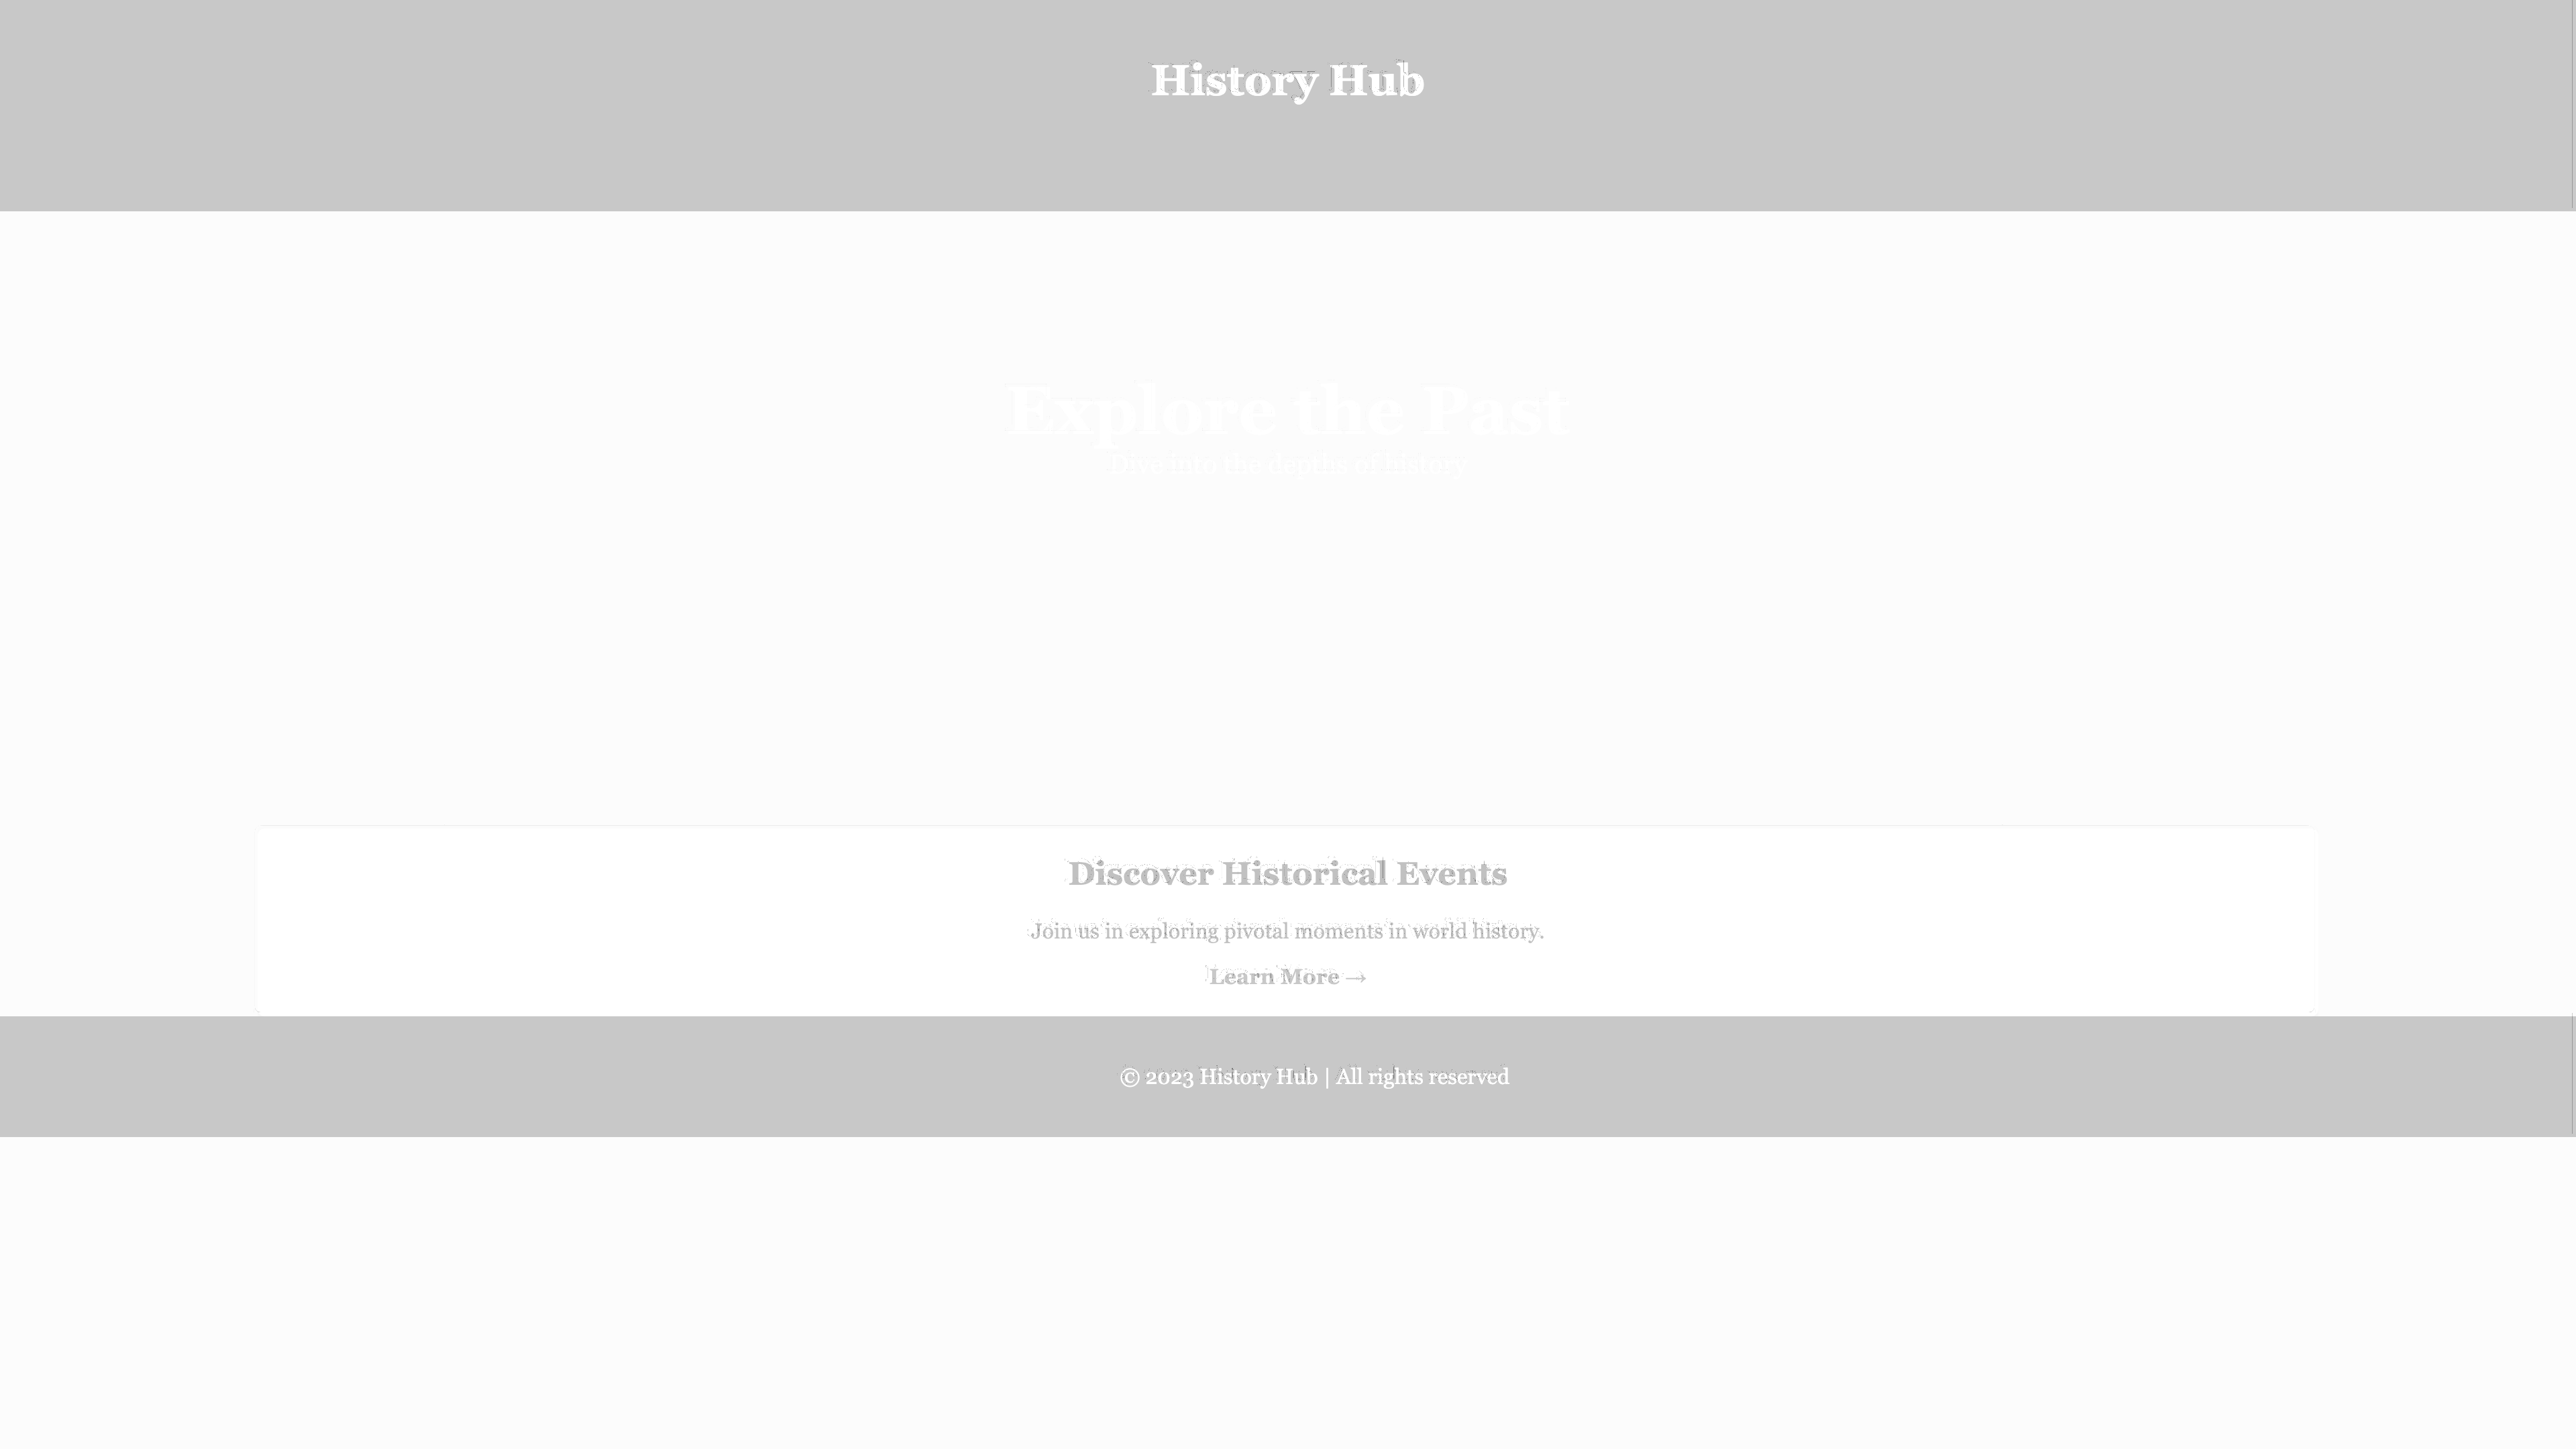 History Hub
Explore the Past
Dive into the depths of history
Discover Historical Events
Join us in exploring pivotal moments in world history.
Learn More →
© 2023 History Hub | All rights reserved